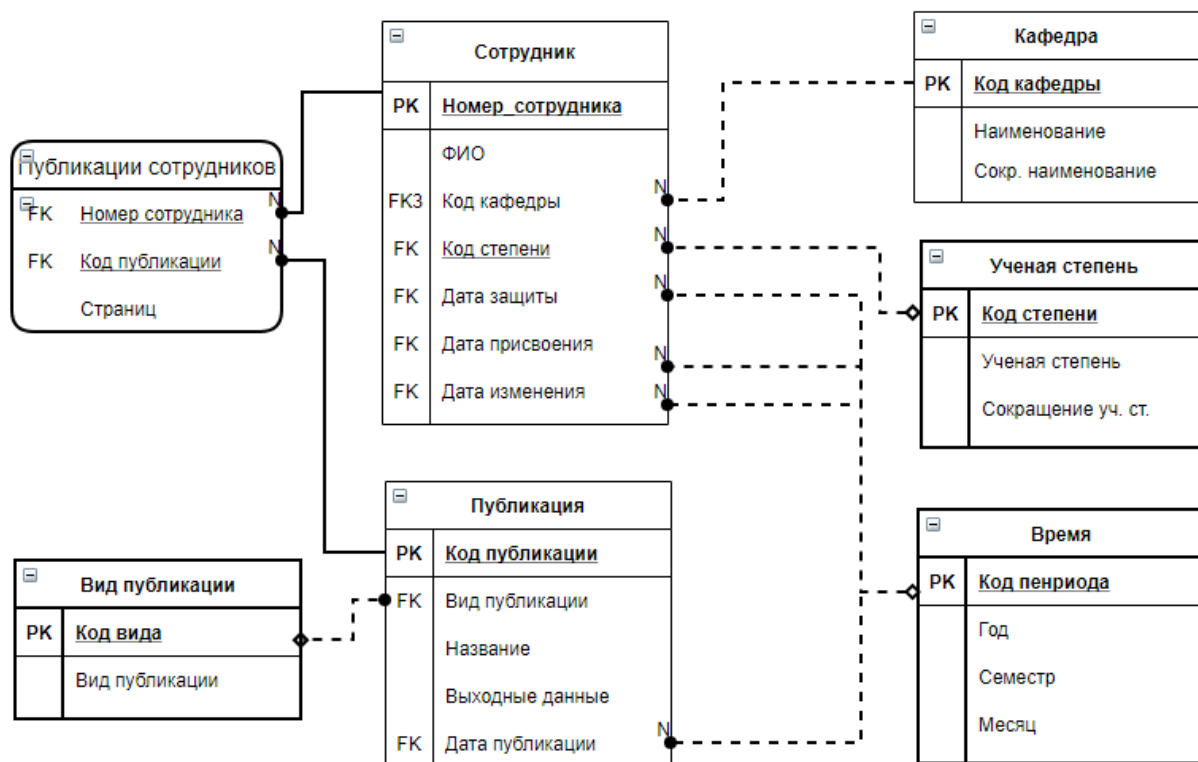 Сотрудник
PK Номер_сотрудника
ФИО
FK3 Код кафедры N
FK Код степени N
FK Дата защиты N
FK Дата присвоения N
FK Дата изменения N
Кафедра
PK Код кафедры
Наименование
Сокр. наименование
Публикации сотрудников
FK Номер сотрудника N
FK Код публикации N
Страниц
Ученая степень
PK Код степени
Ученая степень
Сокращение уч. ст.
Публикация
PK Код публикации
FK Вид публикации
Название
Выходные данные
FK Дата публикации N
Вид публикации
PK Код вида
Вид публикации
Время
PK Код пенриода
Год
Семестр
Месяц